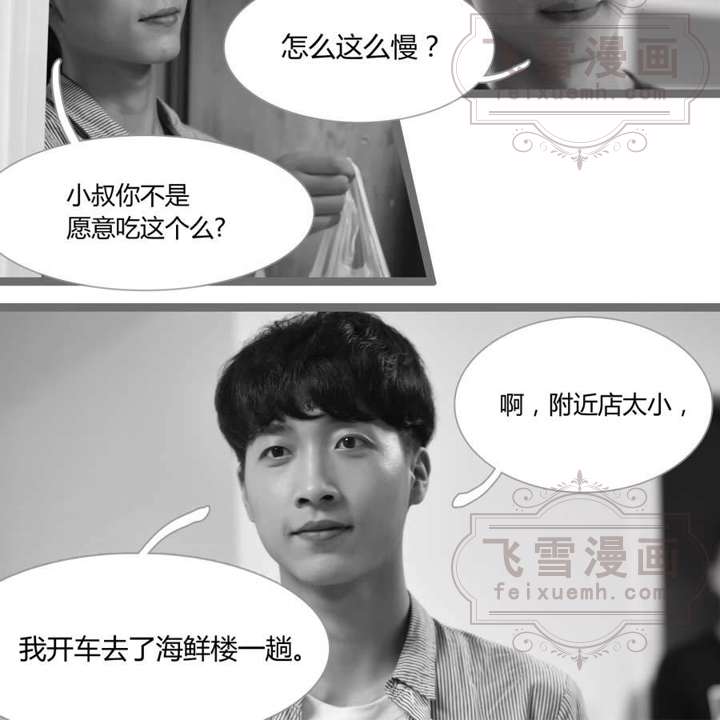 怎么这么慢？
飞雪漫画
feixuemh.com
小叔你不是
愿意吃这个么?
啊，附近店太小，
飞雪漫画
feixuemh.com
我开车去了海鲜楼一趟。